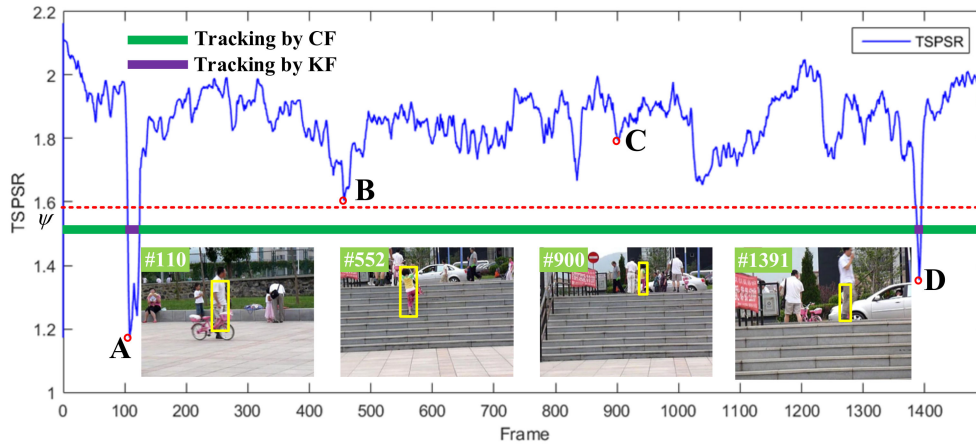 2.2
Tracking by CF
Tracking by KF
TSPSR
2
1.8
C
B
1.6
ψ
TSPSR
#110
#552
#900
#1391
1.4
D
A
1.2
1
0
100
200
300
400
500
600
700
800
900
1000
1100
1200
1300
1400
Frame